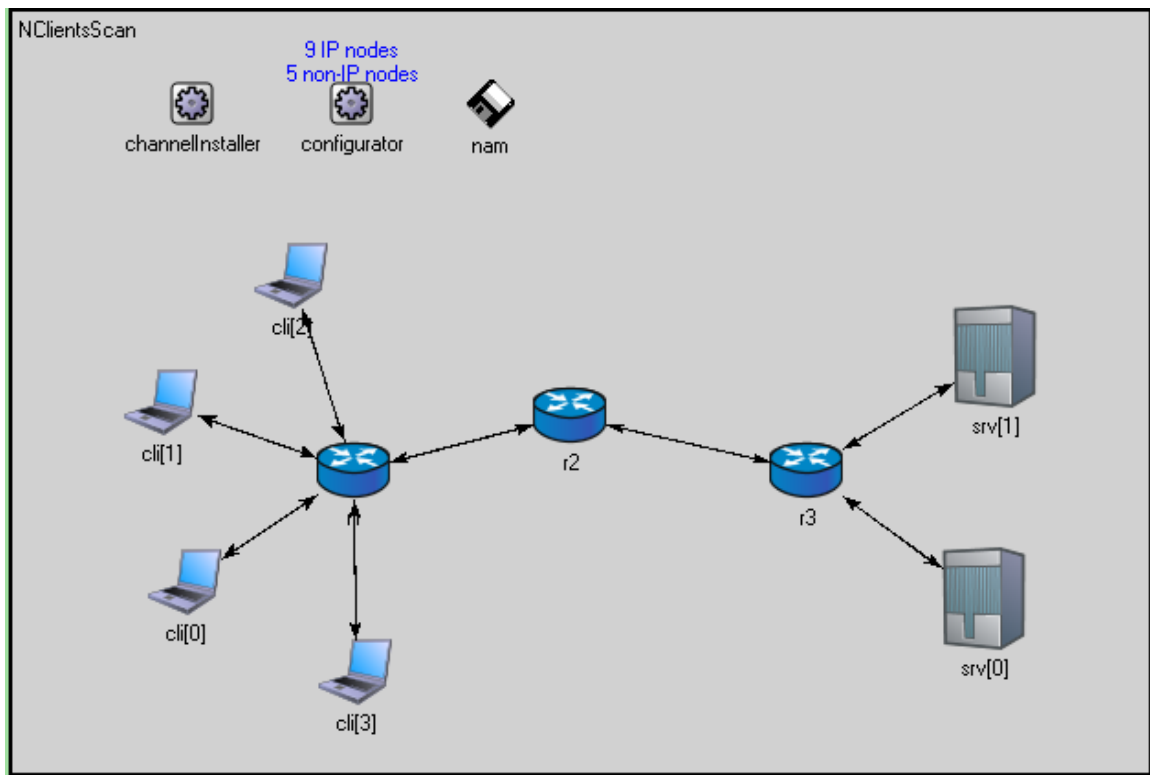 NClientsScan
9 IP nodes
5 non-IP nodes
channelInstaller
configurator
nam
cli[2]
cli[1]
r2
srv[1]
r3
cli[0]
srv[0]
cli[3]